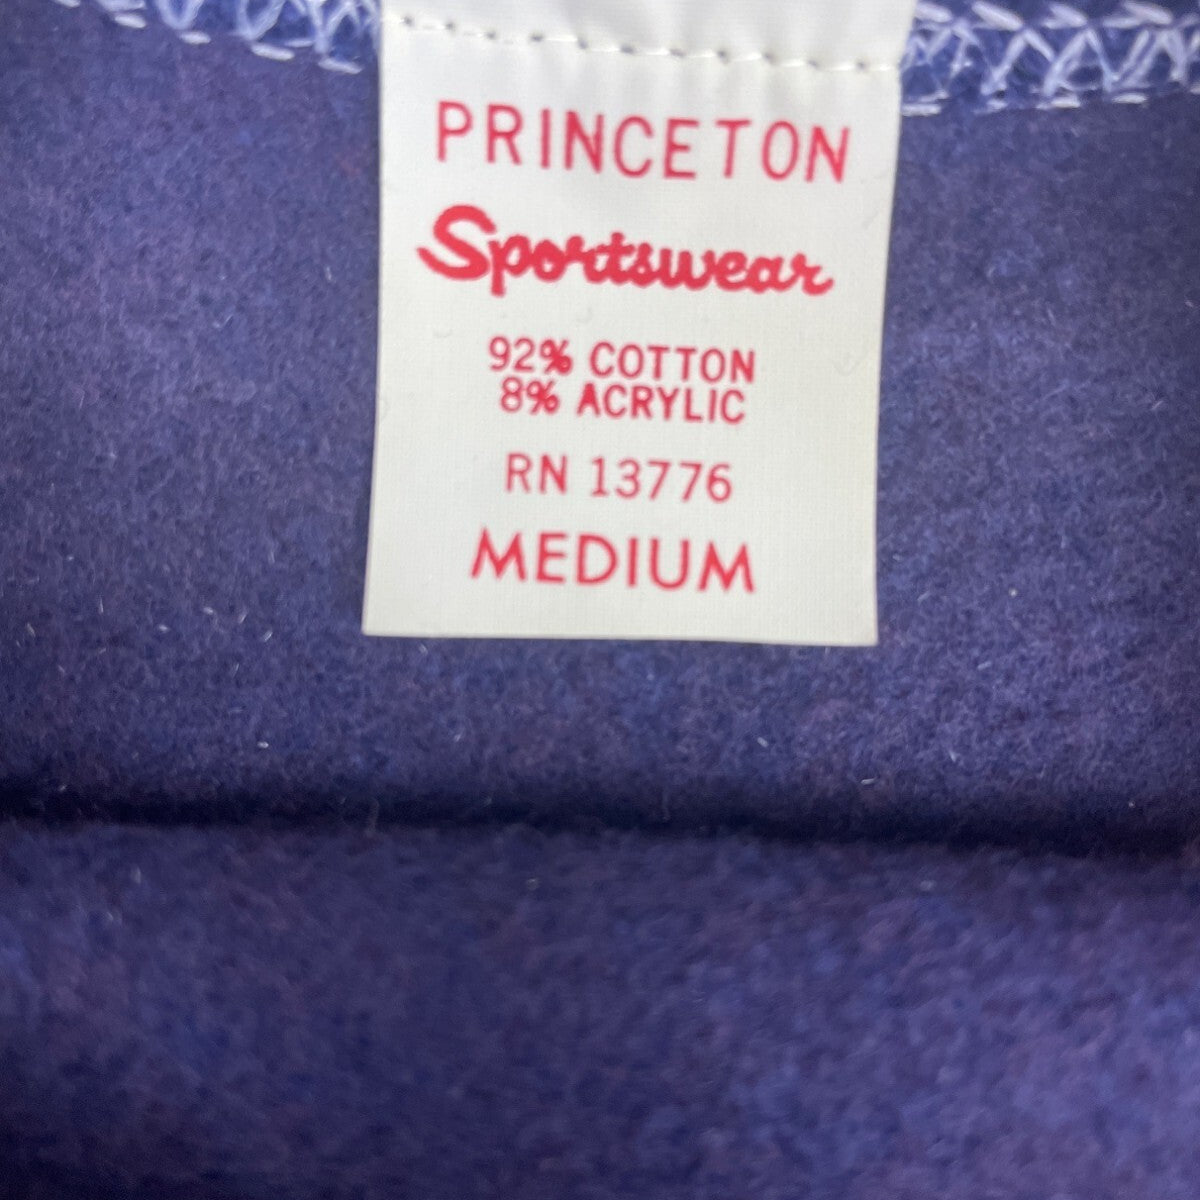 PRINCETON
Sportswear
92% COTTON
8% ACRYLIC
RN 13776
MEDIUM